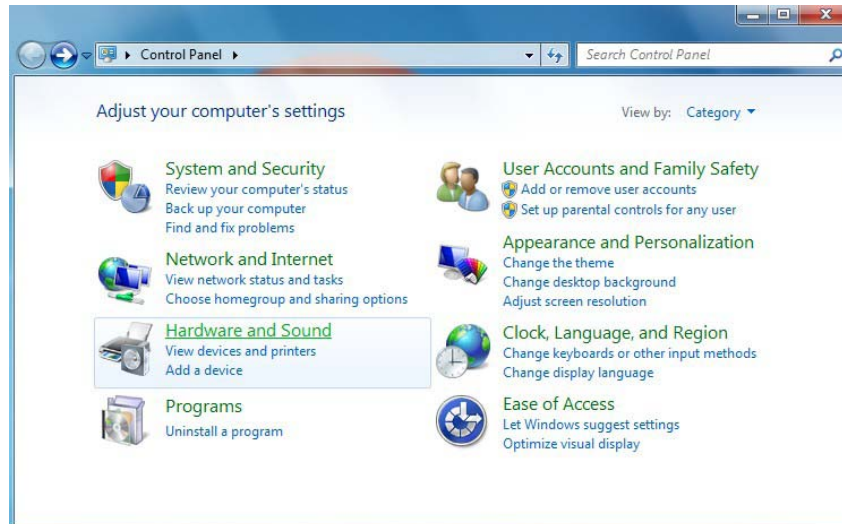 Control Panel
Search Control Panel
Adjust your computer's settings
View by: Category
System and Security
Review your computer's status
Back up your computer
Find and fix problems
Network and Internet
View network status and tasks
Choose homegroup and sharing options
Hardware and Sound
View devices and printers
Add a device
Programs
Uninstall a program
User Accounts and Family Safety
Add or remove user accounts
Set up parental controls for any user
Appearance and Personalization
Change the theme
Change desktop background
Adjust screen resolution
Clock, Language, and Region
Change keyboards or other input methods
Change display language
Ease of Access
Let Windows suggest settings
Optimize visual display